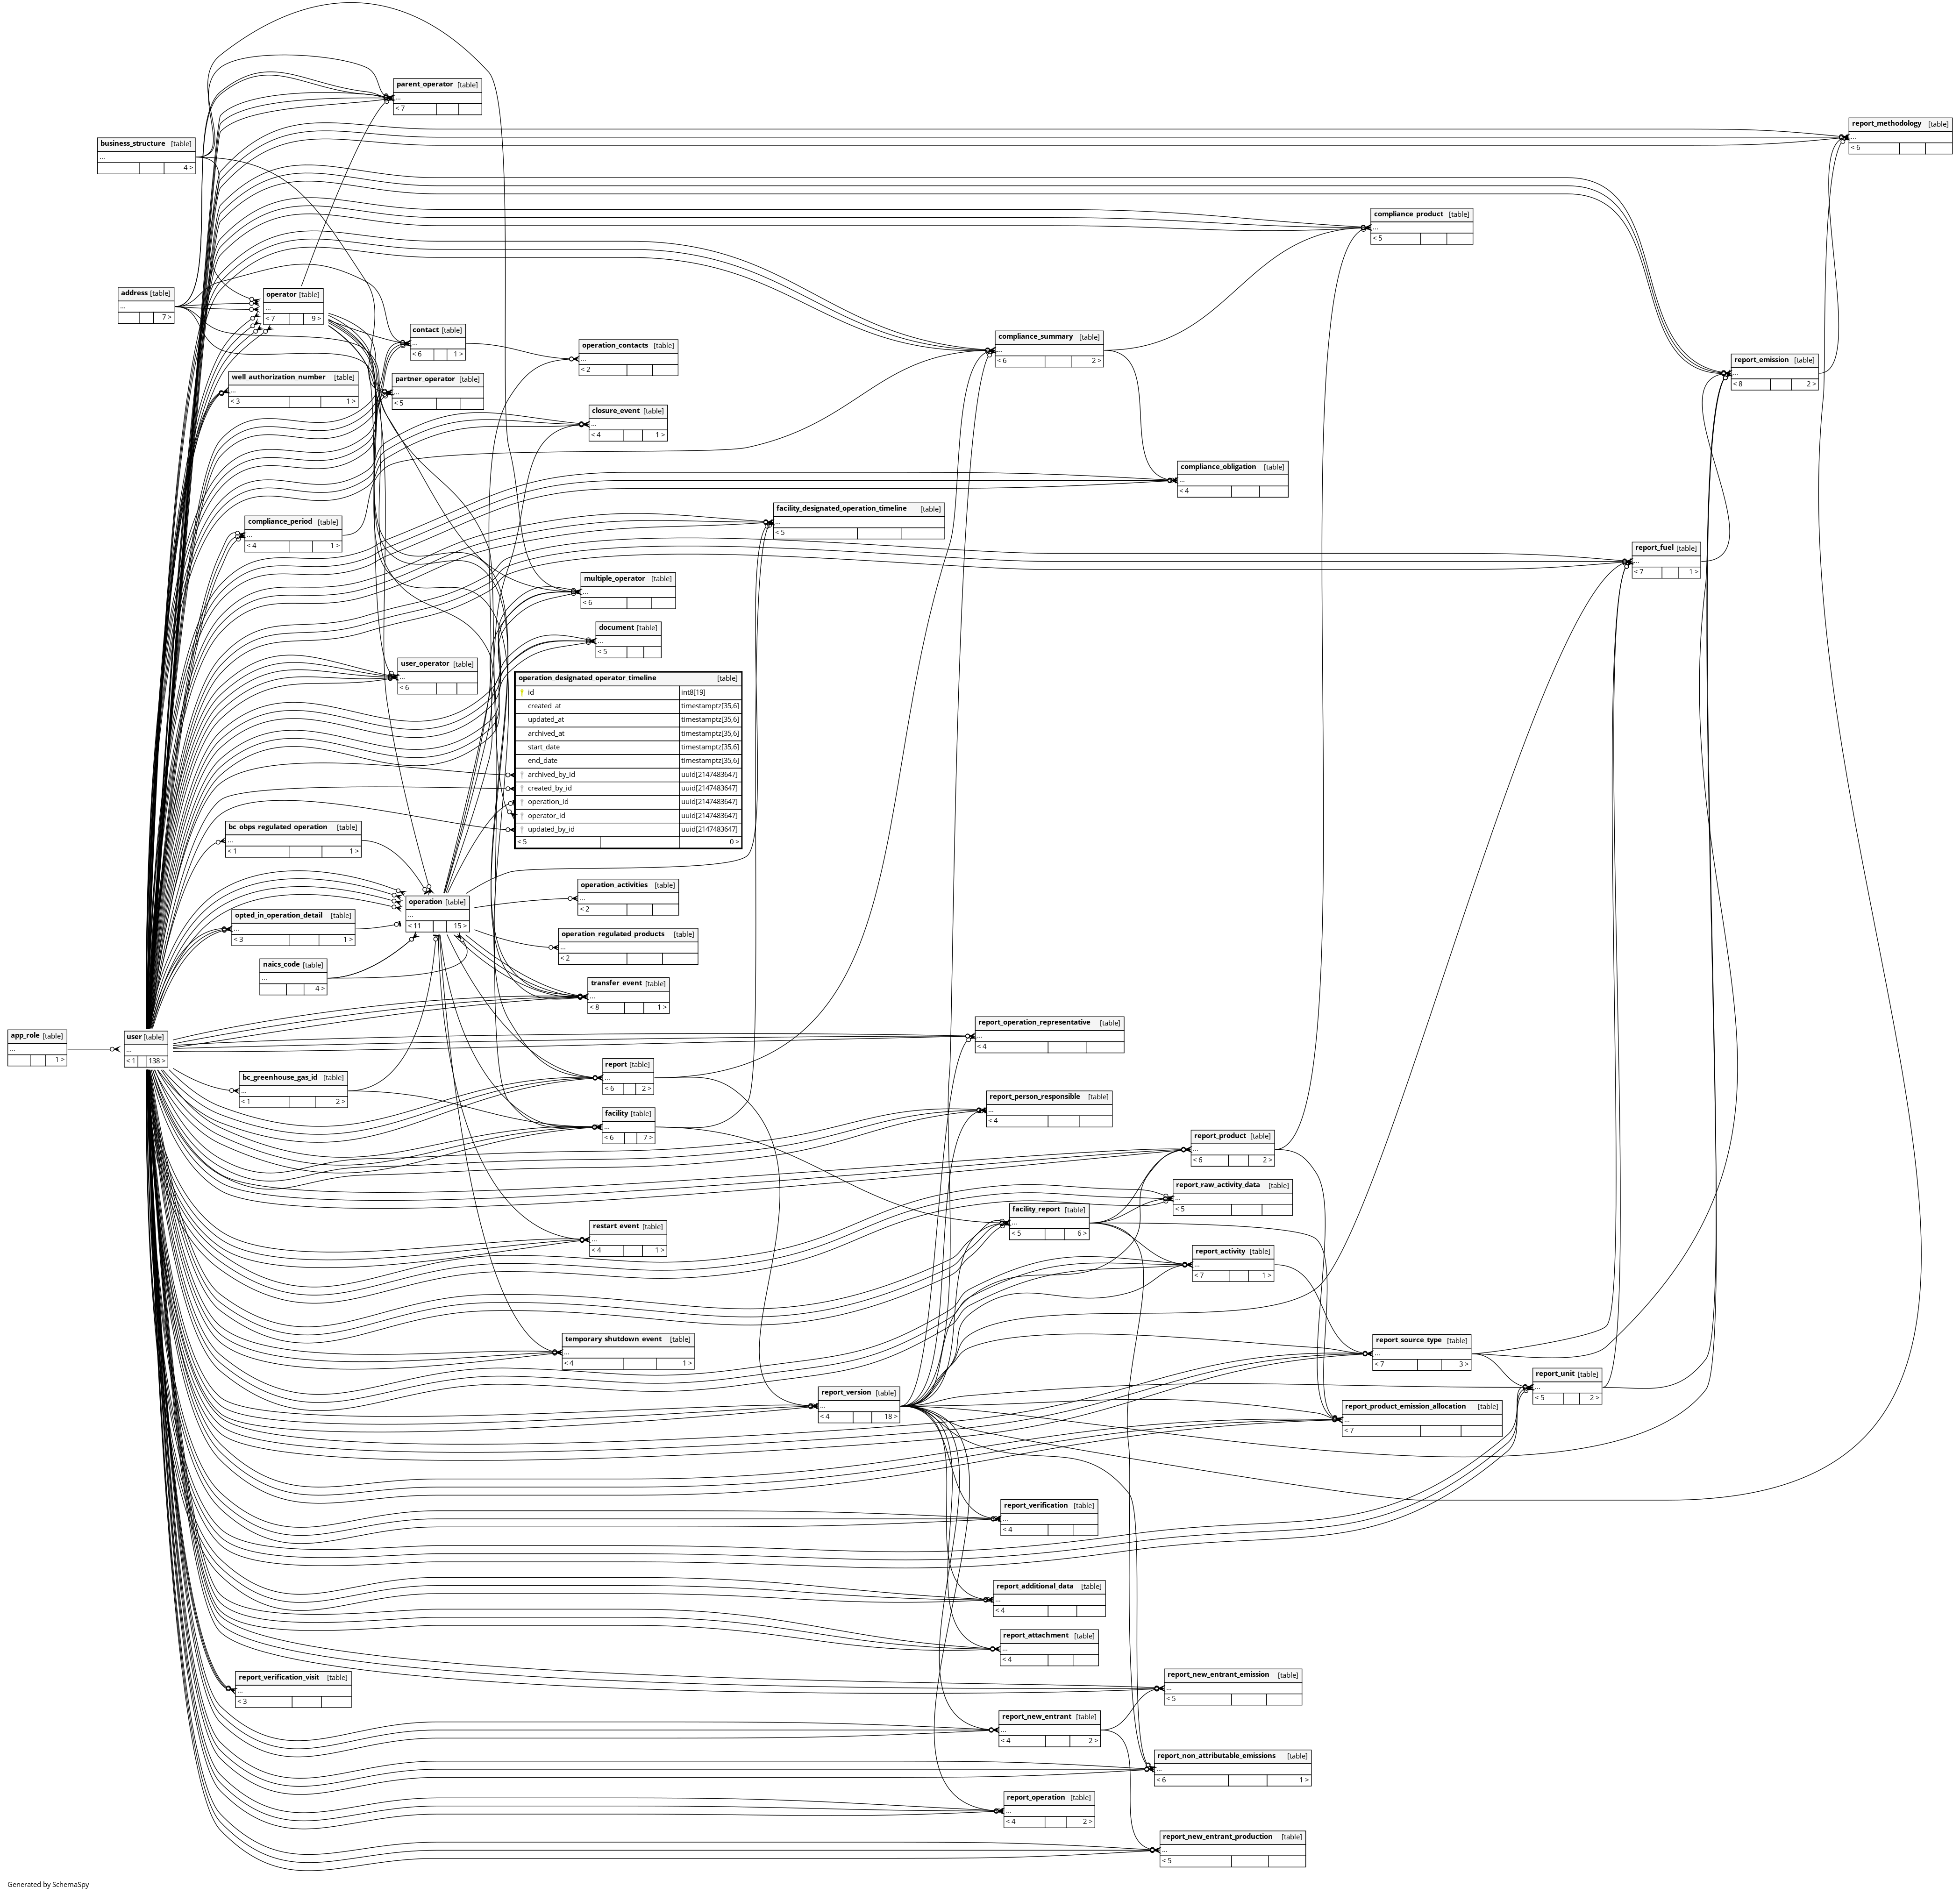 parent_operator [table]
...
< 7
report_methodology [table]
...
< 6
business_structure [table]
...
4 >
compliance_product [table]
...
< 5
address [table]
...
7 >
operator [table]
...
< 7 9 >
contact [table]
...
< 6 1 >
operation_contacts [table]
...
< 2
compliance_summary [table]
...
< 6 2 >
report_emission [table]
...
< 8 2 >
well_authorization_number [table]
...
< 3 1 >
partner_operator [table]
...
< 5
closure_event [table]
...
< 4 1 >
compliance_obligation [table]
...
< 4
facility_designated_operation_timeline [table]
...
< 5
compliance_period [table]
...
< 4 1 >
report_fuel [table]
...
< 7 1 >
multiple_operator [table]
...
< 6
document [table]
...
< 5
user_operator [table]
...
< 6
operation_designated_operator_timeline [table]
id int8[19]
created_at timestamptz[35,6]
updated_at timestamptz[35,6]
archived_at timestamptz[35,6]
start_date timestamptz[35,6]
end_date timestamptz[35,6]
archived_by_id uuid[2147483647]
created_by_id uuid[2147483647]
operation_id uuid[2147483647]
operator_id uuid[2147483647]
updated_by_id uuid[2147483647]
< 5 0 >
bc_obps_regulated_operation [table]
...
< 1 1 >
operation [table]
...
< 11 15 >
operation_activities [table]
...
< 2
opted_in_operation_detail [table]
...
< 3 1 >
operation_regulated_products [table]
...
< 2
naics_code [table]
...
4 >
transfer_event [table]
...
< 8 1 >
app_role [table]
...
1 >
user [table]
...
< 1 138 >
report_operation_representative [table]
...
< 4
bc_greenhouse_gas_id [table]
...
< 1 2 >
report [table]
...
< 6 2 >
report_person_responsible [table]
...
< 4
facility [table]
...
< 6 7 >
report_product [table]
...
< 6 2 >
report_raw_activity_data [table]
...
< 5
facility_report [table]
...
< 5 6 >
restart_event [table]
...
< 4 1 >
report_activity [table]
...
< 7 1 >
temporary_shutdown_event [table]
...
< 4 1 >
report_source_type [table]
...
< 7 3 >
report_unit [table]
...
< 5 2 >
report_version [table]
...
< 4 18 >
report_product_emission_allocation [table]
...
< 7
report_verification [table]
...
< 4
report_additional_data [table]
...
< 4
report_attachment [table]
...
< 4
report_verification_visit [table]
...
< 3
report_new_entrant_emission [table]
...
< 5
report_new_entrant [table]
...
< 4 2 >
report_non_attributable_emissions [table]
...
< 6 1 >
report_operation [table]
...
< 4 2 >
report_new_entrant_production [table]
...
< 5
Generated by SchemaSpy